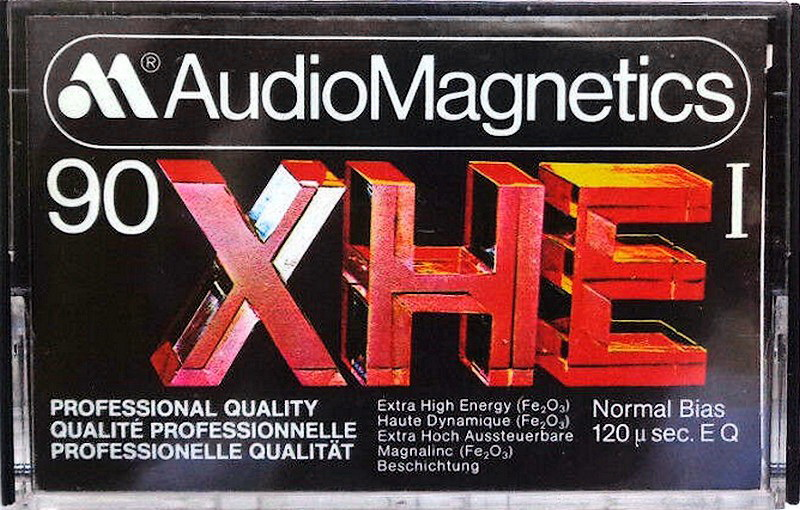 ® AudioMagnetics
90 XHE I
PROFESSIONAL QUALITY
QUALITÉ PROFESSIONNELLE
PROFESSIONELLE QUALITÄT
Extra High Energy (Fe₂O₃)
Haute Dynamique (Fe₂O₃)
Extra Hoch Aussteuerbare
Magnalinc (Fe₂O₃)
Beschichtung
Normal Bias
120 µ sec. E Q